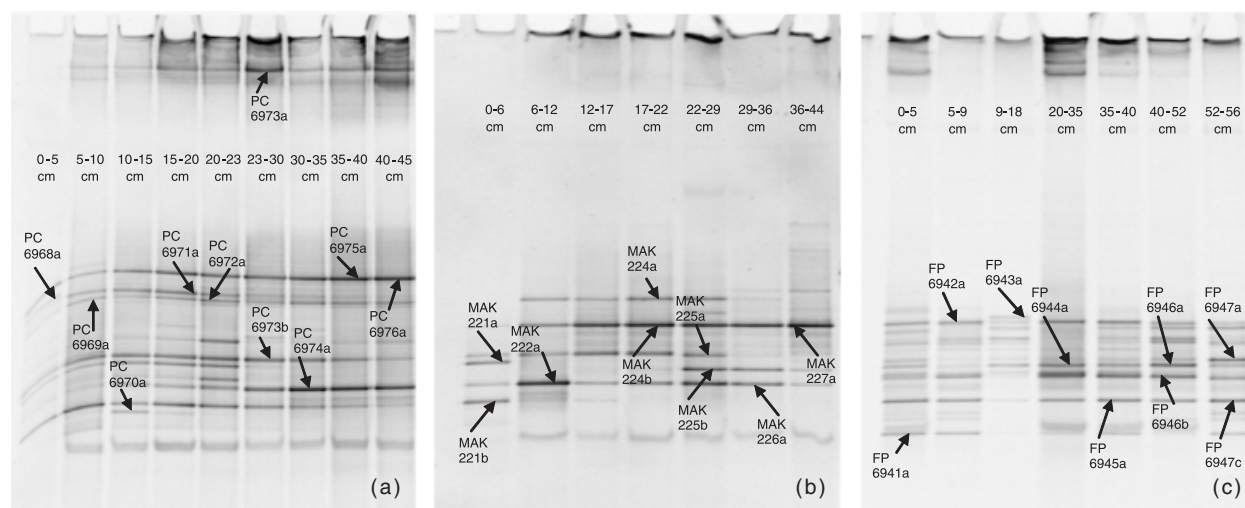 PC
6973a
0-5
cm
5-10
cm
10-15
cm
15-20
cm
20-23
cm
23-30
cm
30-35
cm
35-40
cm
40-45
cm
PC
6968a
PC
6971a
PC
6972a
PC
6975a
PC
6969a
PC
6973b
PC
6974a
PC
6976a
PC
6970a
(a)
0-6
cm
6-12
cm
12-17
cm
17-22
cm
22-29
cm
29-36
cm
36-44
cm
MAK
224a
MAK
221a
MAK
222a
MAK
225a
MAK
224b
MAK
227a
MAK
225b
MAK
226a
MAK
221b
(b)
0-5
cm
5-9
cm
9-18
cm
20-35
cm
35-40
cm
40-52
cm
52-56
cm
FP
6942a
FP
6943a
FP
6944a
FP
6946a
FP
6947a
FP
6946b
FP
6941a
FP
6945a
FP
6947c
(c)